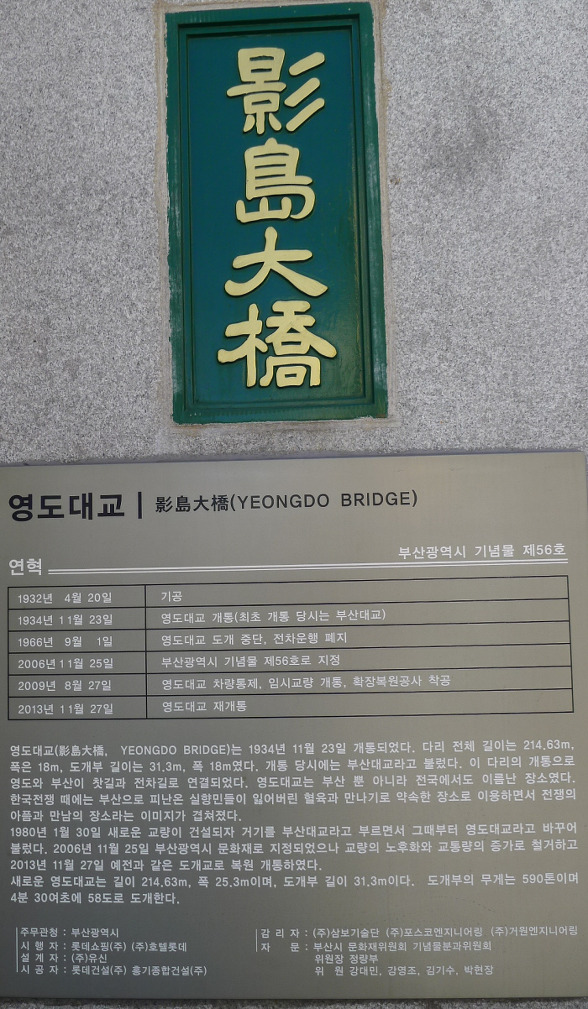 影島大橋
영도대교 | 影島大橋(YEONGDO BRIDGE)
부산광역시 기념물 제56호
연혁
1932년 4월 20일 기공
1934년 11월 23일 영도대교 개통(최초 개통 당시는 부산대교)
1966년 9월 1일 영도대교 도개 중단, 전차운행 폐지
2006년 11월 25일 부산광역시 기념물 제56호로 지정
2009년 8월 27일 영도대교 차량통제, 임시교량 개통, 확장복원공사 착공
2013년 11월 27일 영도대교 재개통
영도대교(影島大橋, YEONGDO BRIDGE)는 1934년 11월 23일 개통되었다. 다리 전체 길이는 214.63m,
폭은 18m, 도개부 길이는 31.3m, 폭 18m였다. 개통 당시에는 부산대교라고 불렀다. 이 다리의 개통으로
영도와 부산이 찻길과 전차길로 연결되었다. 영도대교는 부산 뿐 아니라 전국에서도 이름난 장소였다.
한국전쟁 때에는 부산으로 피난온 실향민들이 잃어버린 혈육과 만나기로 약속한 장소로 이용하면서 전쟁의
아픔과 만남의 장소라는 이미지가 겹쳐졌다.
1980년 1월 30일 새로운 교량이 건설되자 거기를 부산대교라고 부르면서 그때부터 영도대교라고 바꾸어
불렀다. 2006년 11월 25일 부산광역시 문화재로 지정되었으나 교량의 노후화와 교통량의 증가로 철거하고
2013년 11월 27일 예전과 같은 도개교로 복원 개통하였다.
새로운 영도대교는 길이 214.63m, 폭 25.3m이며, 도개부 길이 31.3m이다. 도개부의 무게는 590톤이며
4분 30여초에 58도로 도개한다.
주무관청 : 부산광역시
시 행 자 : 롯데쇼핑(주) (주)호텔롯데
설 계 자 : (주)유신
시 공 자 : 롯데건설(주) 흥기종합건설(주)
감 리 자 : (주)삼보기술단 (주)포스코엔지니어링 (주)거원엔지니어링
자 문 : 부산시 문화재위원회 기념물분과위원회
위원장 정량부
위 원 강대민, 강영조, 김기수, 박현장